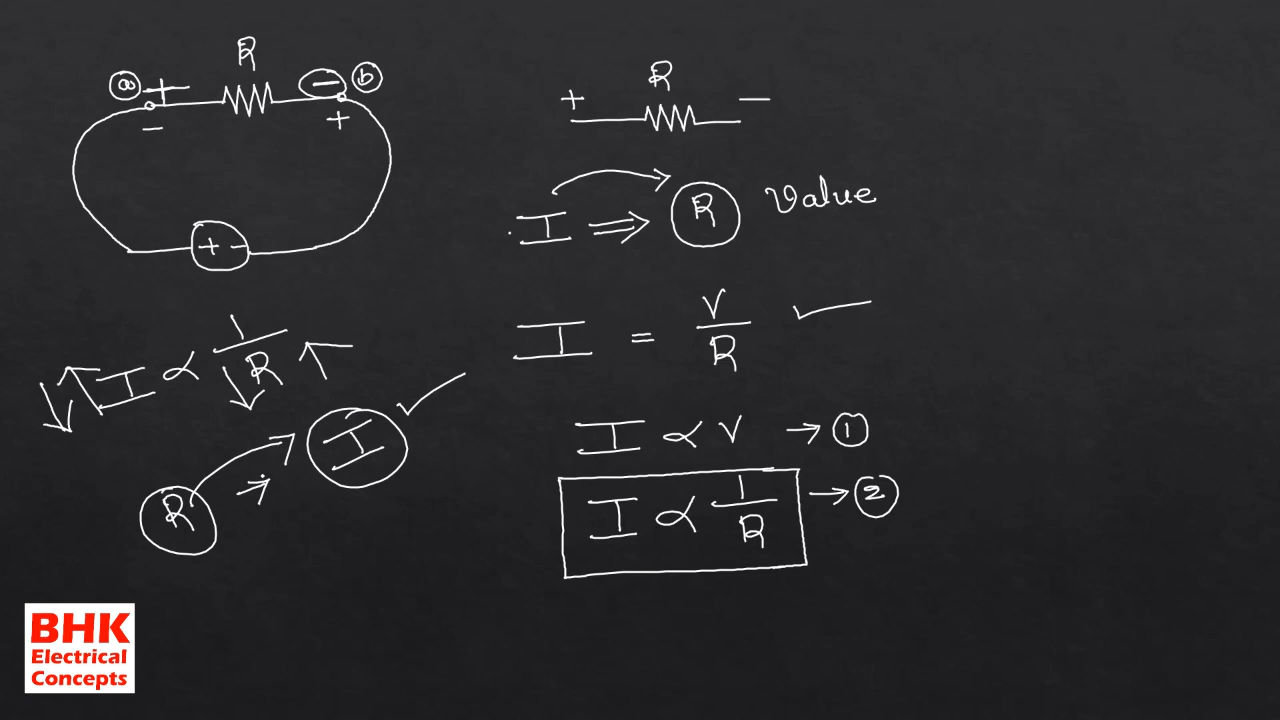 R
ⓐ + − ⓑ
− +
+ −
R
+ −
I ⇒ Ⓡ Value
I = V/R ✓
↓↑ I ∝ 1/R ↓ ↑
Ⓡ → Ⓘ ✓
I ∝ V → ①
I ∝ 1/R → ②
BHK
Electrical
Concepts